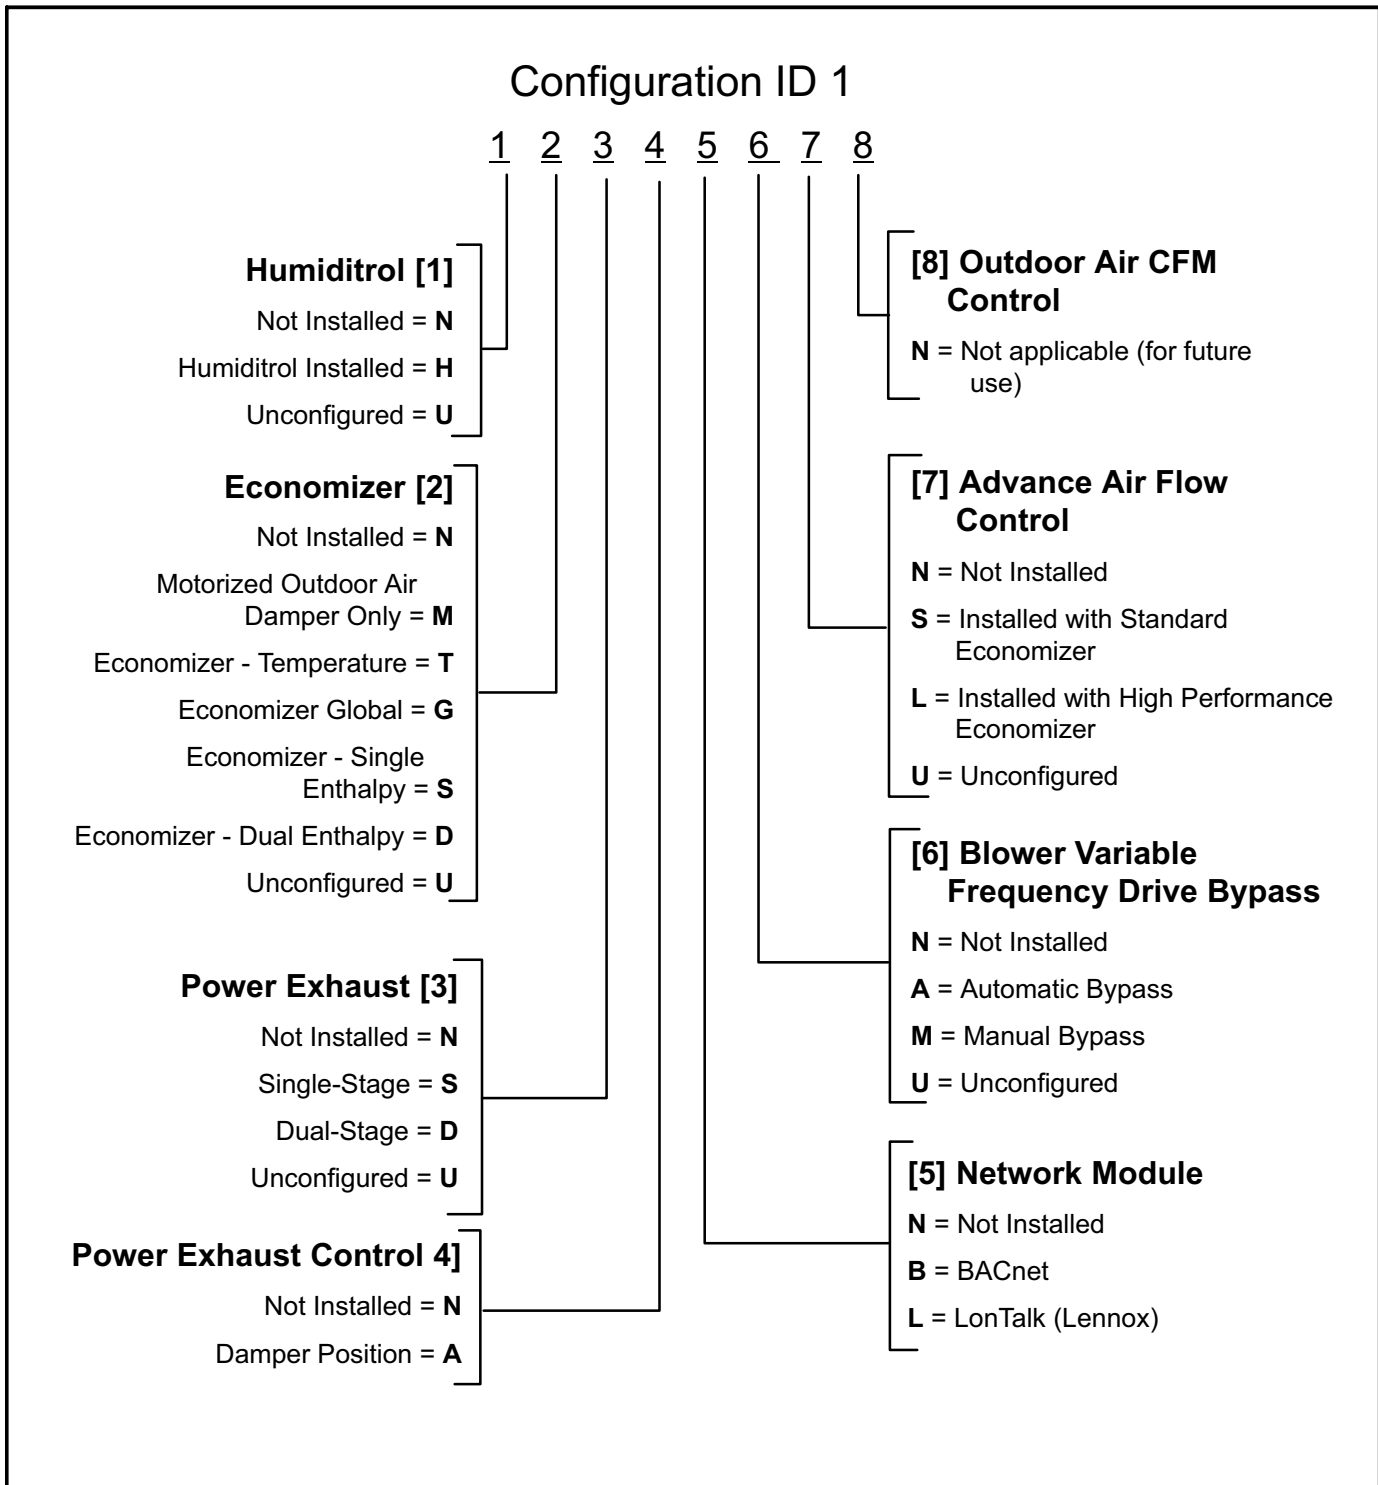 Configuration ID 1
1 2 3 4 5 6 7 8
Humiditrol [1]
Not Installed = N
Humiditrol Installed = H
Unconfigured = U
Economizer [2]
Not Installed = N
Motorized Outdoor Air
Damper Only = M
Economizer - Temperature = T
Economizer Global = G
Economizer - Single
Enthalpy = S
Economizer - Dual Enthalpy = D
Unconfigured = U
Power Exhaust [3]
Not Installed = N
Single-Stage = S
Dual-Stage = D
Unconfigured = U
Power Exhaust Control 4]
Not Installed = N
Damper Position = A
[8] Outdoor Air CFM
Control
N = Not applicable (for future
use)
[7] Advance Air Flow
Control
N = Not Installed
S = Installed with Standard
Economizer
L = Installed with High Performance
Economizer
U = Unconfigured
[6] Blower Variable
Frequency Drive Bypass
N = Not Installed
A = Automatic Bypass
M = Manual Bypass
U = Unconfigured
[5] Network Module
N = Not Installed
B = BACnet
L = LonTalk (Lennox)